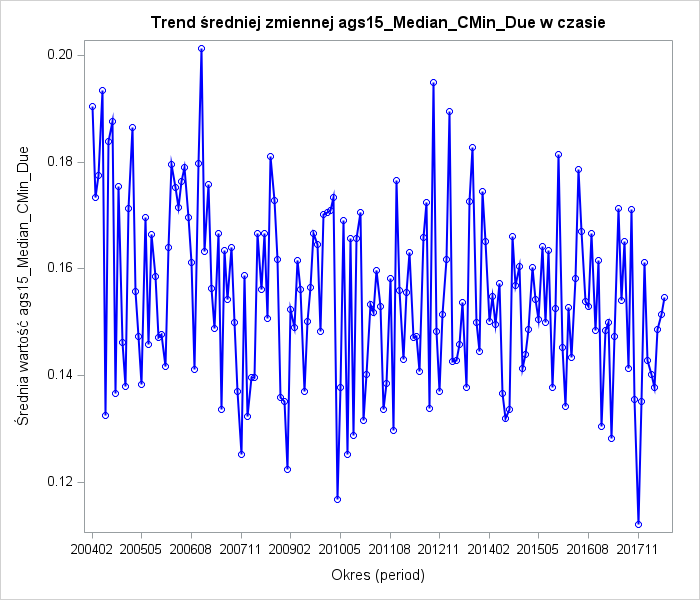 Trend średniej zmiennej ags15_Median_CMin_Due w czasie
Średnia wartość ags15_Median_CMin_Due
0.20
0.18
0.16
0.14
0.12
200402 200505 200608 200711 200902 201005 201108 201211 201402 201505 201608 201711
Okres (period)